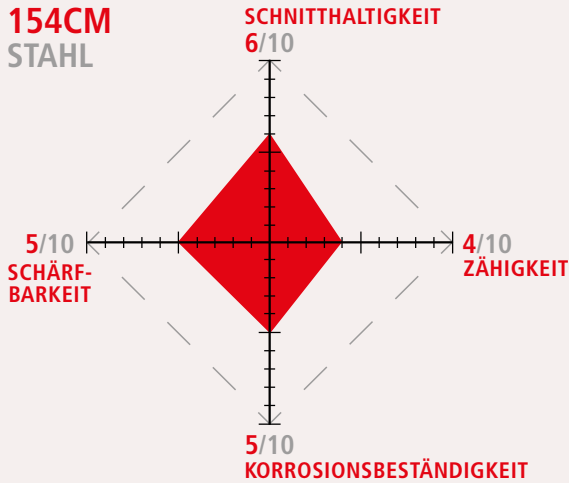 154CM
STAHL
SCHNITTHALTIGKEIT
6/10
5/10
SCHÄRF-
BARKEIT
4/10
ZÄHIGKEIT
5/10
KORROSIONSBESTÄNDIGKEIT